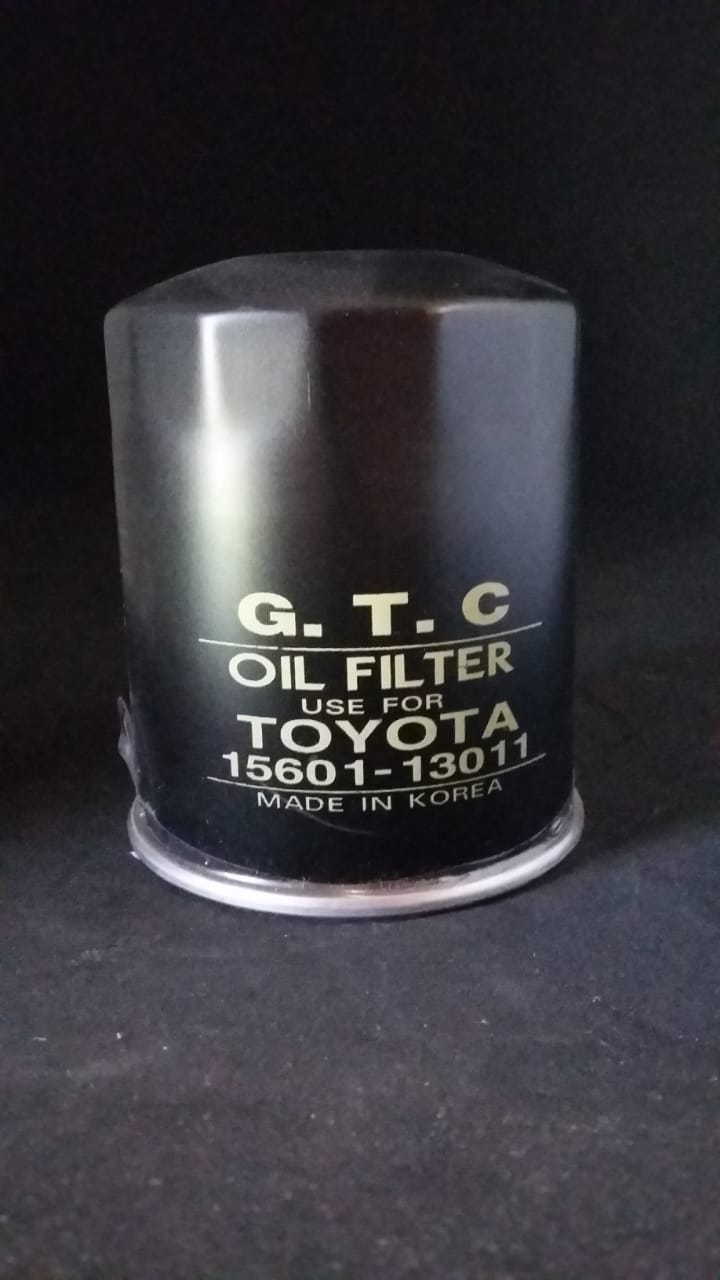 G. T. C
OIL FILTER
USE FOR
TOYOTA
15601-13011
MADE IN KOREA